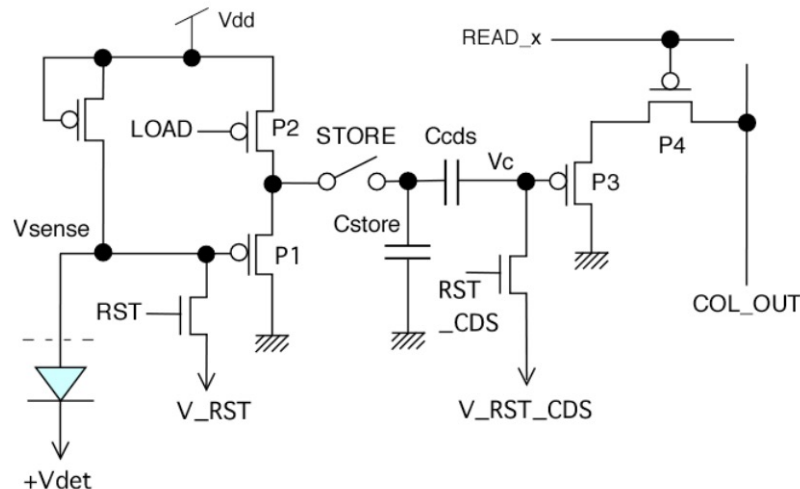 Vdd
READ_x
LOAD
P2
STORE
Ccds
Vc
P4
P3
Vsense
Cstore
P1
RST
RST
_CDS
COL_OUT
V_RST
V_RST_CDS
+Vdet